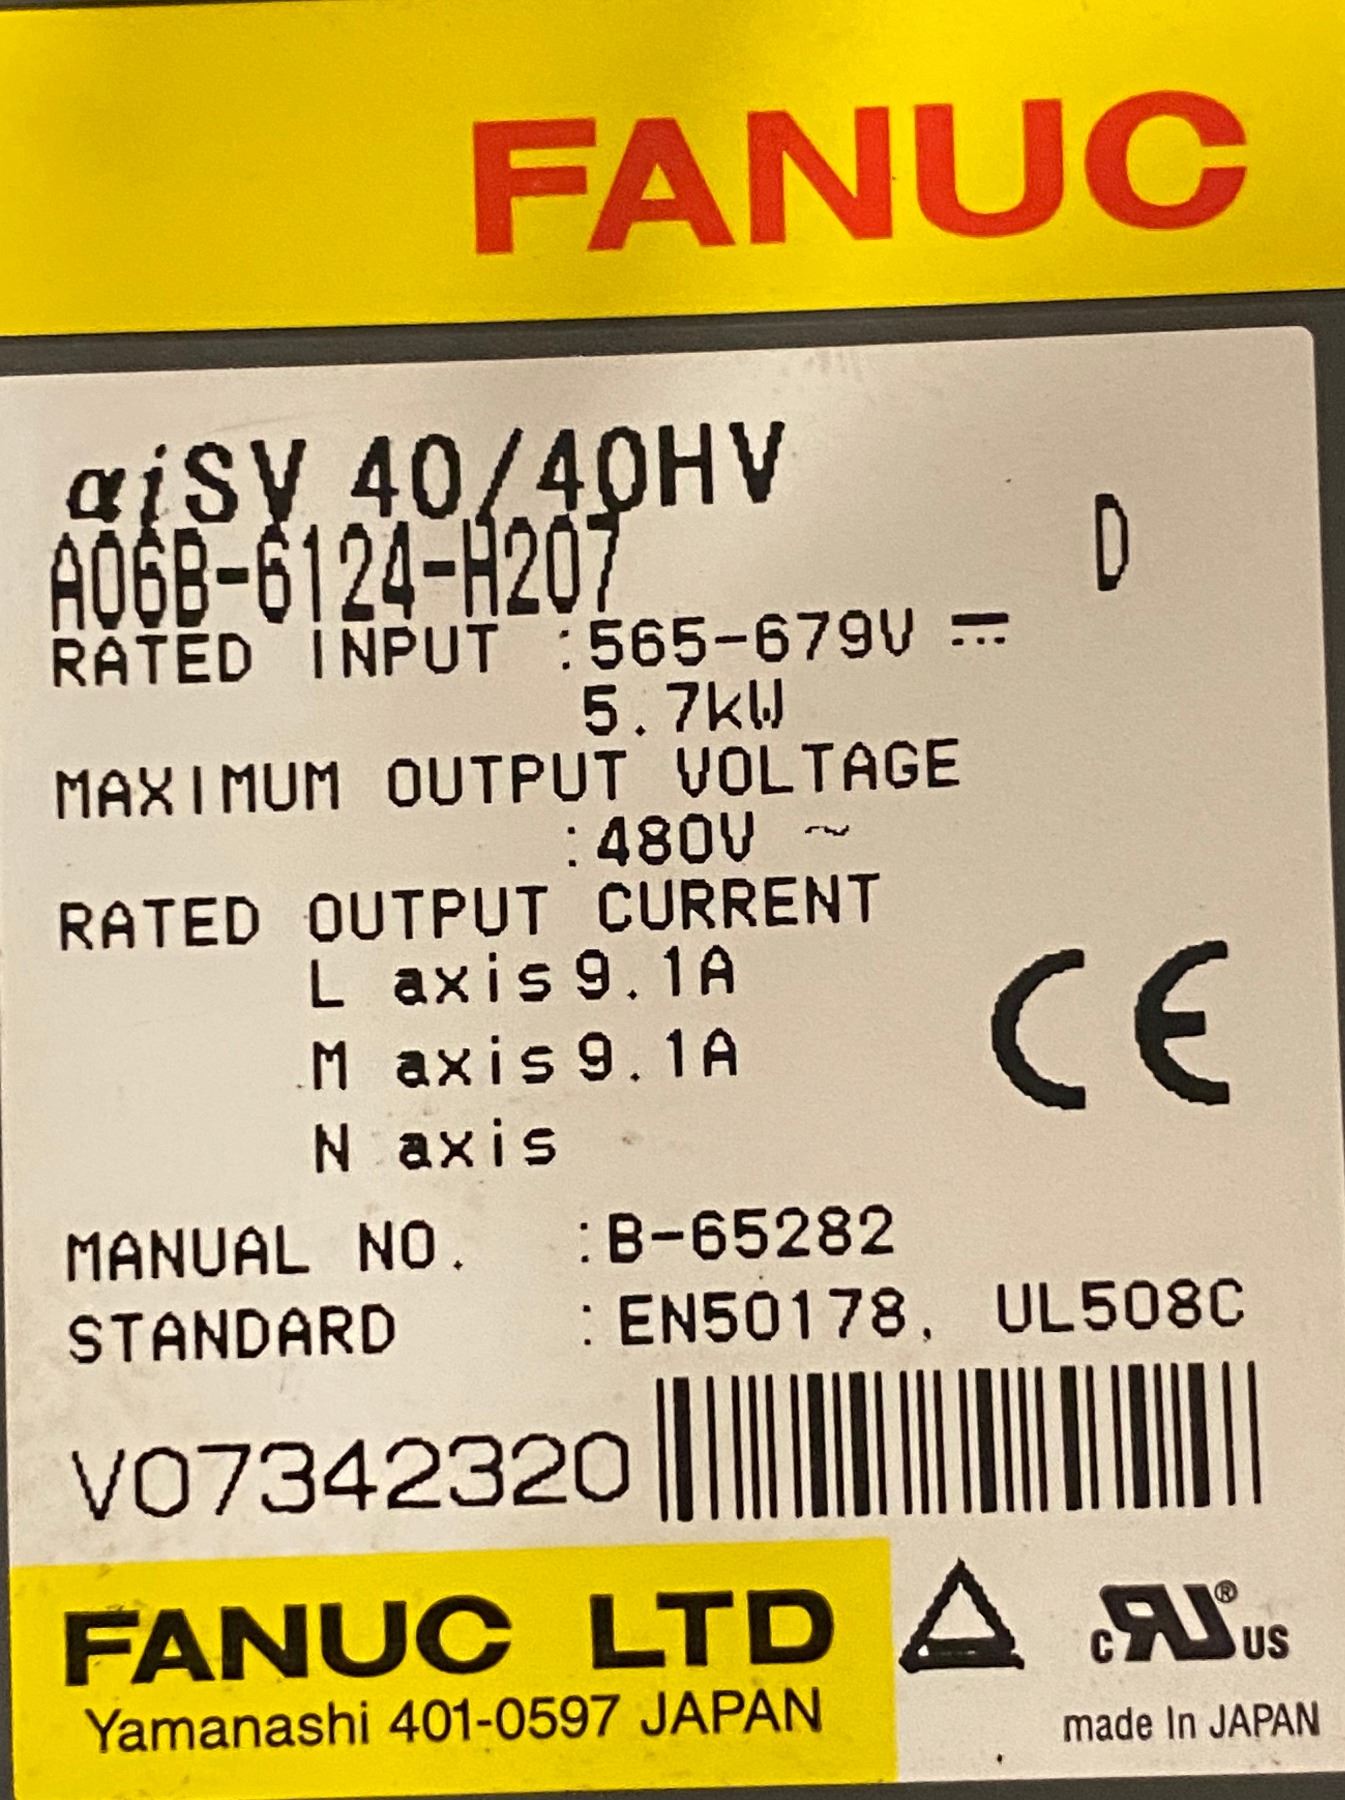 FANUC
αiSV 40/40HV
A06B-6124-H207 D
RATED INPUT :565-679V ⎓
5.7kW
MAXIMUM OUTPUT VOLTAGE
:480V ~
RATED OUTPUT CURRENT
L axis 9.1A
M axis 9.1A
N axis
CE
MANUAL NO. :B-65282
STANDARD :EN50178, UL508C
V07342320
FANUC LTD
Yamanashi 401-0597 JAPAN
c RU ® US
made In JAPAN